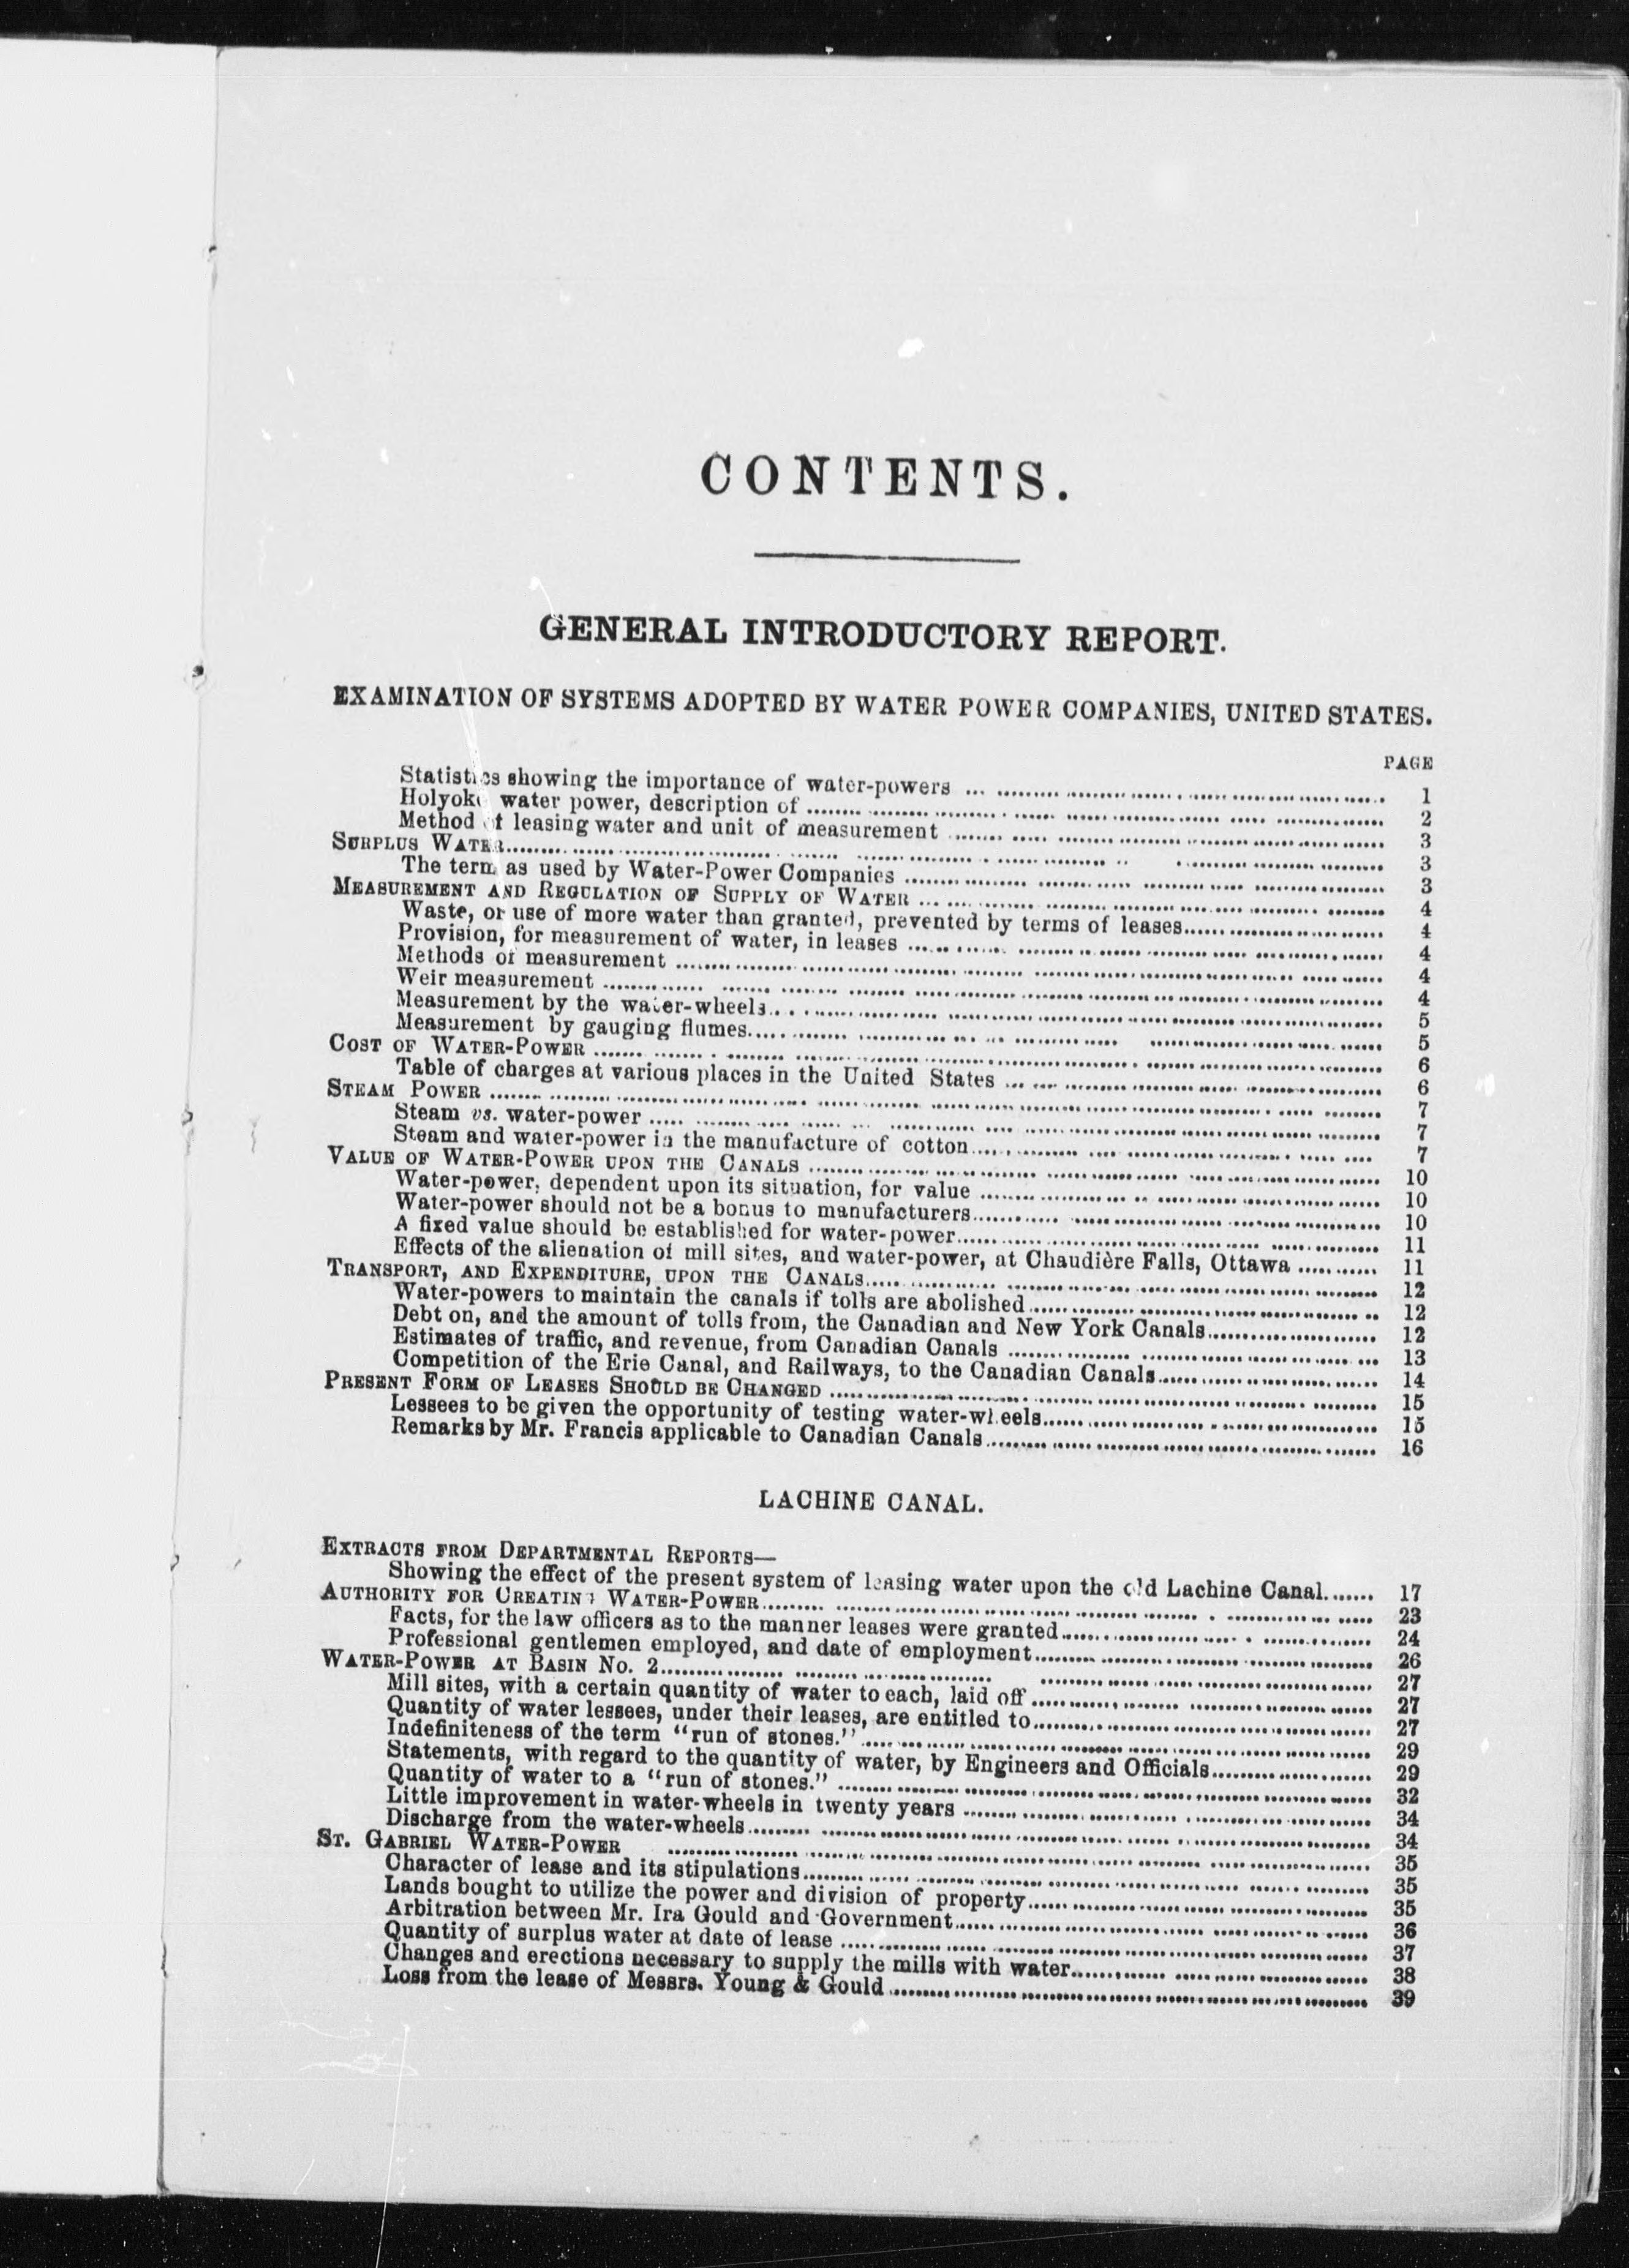 CONTENTS.
GENERAL INTRODUCTORY REPORT.
EXAMINATION OF SYSTEMS ADOPTED BY WATER POWER COMPANIES, UNITED STATES.
PAGE
Statistics showing the importance of water-powers ... 1
Holyoke water power, description of ... 2
Method of leasing water and unit of measurement ... 3
SURPLUS WATER ... 3
The term as used by Water-Power Companies ... 3
MEASUREMENT AND REGULATION OF SUPPLY OF WATER ... 4
Waste, or use of more water than granted, prevented by terms of leases ... 4
Provision, for measurement of water, in leases ... 4
Methods of measurement ... 4
Weir measurement ... 4
Measurement by the water-wheels ... 5
Measurement by gauging flumes ... 5
COST OF WATER-POWER ... 6
Table of charges at various places in the United States ... 6
STEAM POWER ... 7
Steam vs. water-power ... 7
Steam and water-power in the manufacture of cotton ... 7
VALUE OF WATER-POWER UPON THE CANALS ... 10
Water-power, dependent upon its situation, for value ... 10
Water-power should not be a bonus to manufacturers ... 10
A fixed value should be established for water-power ... 11
Effects of the alienation of mill sites, and water-power, at Chaudière Falls, Ottawa ... 11
TRANSPORT, AND EXPENDITURE, UPON THE CANALS ... 12
Water-powers to maintain the canals if tolls are abolished ... 12
Debt on, and the amount of tolls from, the Canadian and New York Canals ... 12
Estimates of traffic, and revenue, from Canadian Canals ... 13
Competition of the Erie Canal, and Railways, to the Canadian Canals ... 14
PRESENT FORM OF LEASES SHOULD BE CHANGED ... 15
Lessees to be given the opportunity of testing water-wheels ... 15
Remarks by Mr. Francis applicable to Canadian Canals ... 16
LACHINE CANAL.
EXTRACTS FROM DEPARTMENTAL REPORTS—
Showing the effect of the present system of leasing water upon the old Lachine Canal ... 17
AUTHORITY FOR CREATING WATER-POWER ... 23
Facts, for the law officers as to the manner leases were granted ... 24
Professional gentlemen employed, and date of employment ... 26
WATER-POWER AT BASIN No. 2 ... 27
Mill sites, with a certain quantity of water to each, laid off ... 27
Quantity of water lessees, under their leases, are entitled to ... 27
Indefiniteness of the term "run of stones." ... 29
Statements, with regard to the quantity of water, by Engineers and Officials ... 29
Quantity of water to a "run of stones." ... 32
Little improvement in water-wheels in twenty years ... 34
Discharge from the water-wheels ... 34
ST. GABRIEL WATER-POWER ... 35
Character of lease and its stipulations ... 35
Lands bought to utilize the power and division of property ... 35
Arbitration between Mr. Ira Gould and Government ... 36
Quantity of surplus water at date of lease ... 37
Changes and erections necessary to supply the mills with water ... 38
Loss from the lease of Messrs. Young & Gould ... 39